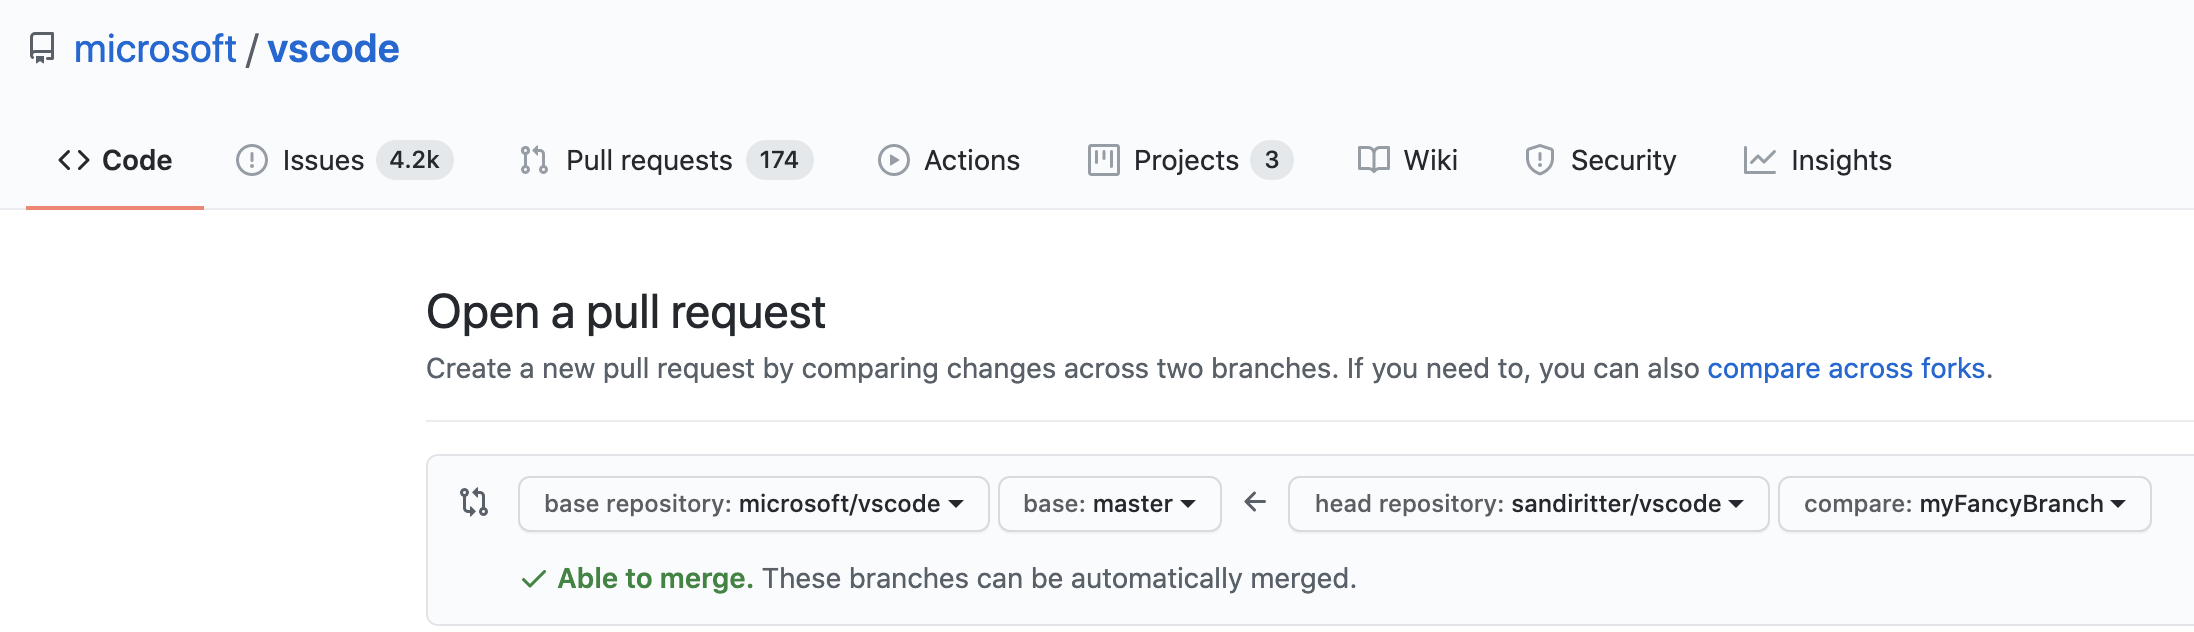 microsoft / vscode
Code Issues 4.2k Pull requests 174 Actions Projects 3 Wiki Security Insights
Open a pull request
Create a new pull request by comparing changes across two branches. If you need to, you can also compare across forks.
base repository: microsoft/vscode base: master ← head repository: sandiritter/vscode compare: myFancyBranch
Able to merge. These branches can be automatically merged.